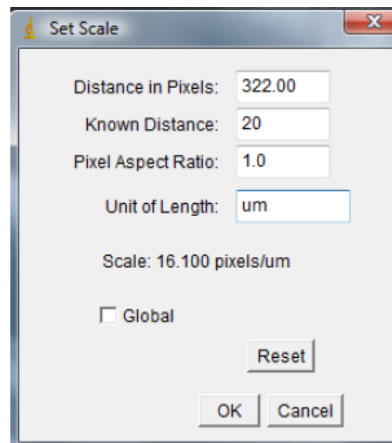 Set Scale
Distance in Pixels: 322.00
Known Distance: 20
Pixel Aspect Ratio: 1.0
Unit of Length: um
Scale: 16.100 pixels/um
Global
Reset
OK Cancel